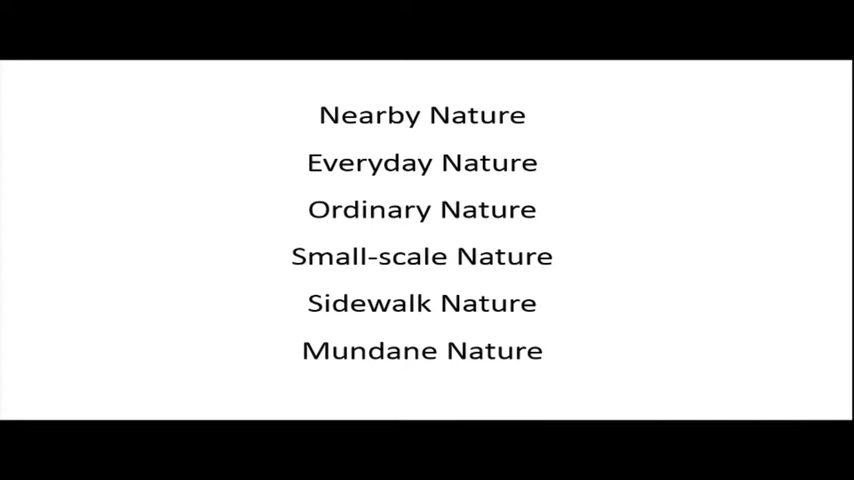 Nearby Nature
Everyday Nature
Ordinary Nature
Small-scale Nature
Sidewalk Nature
Mundane Nature